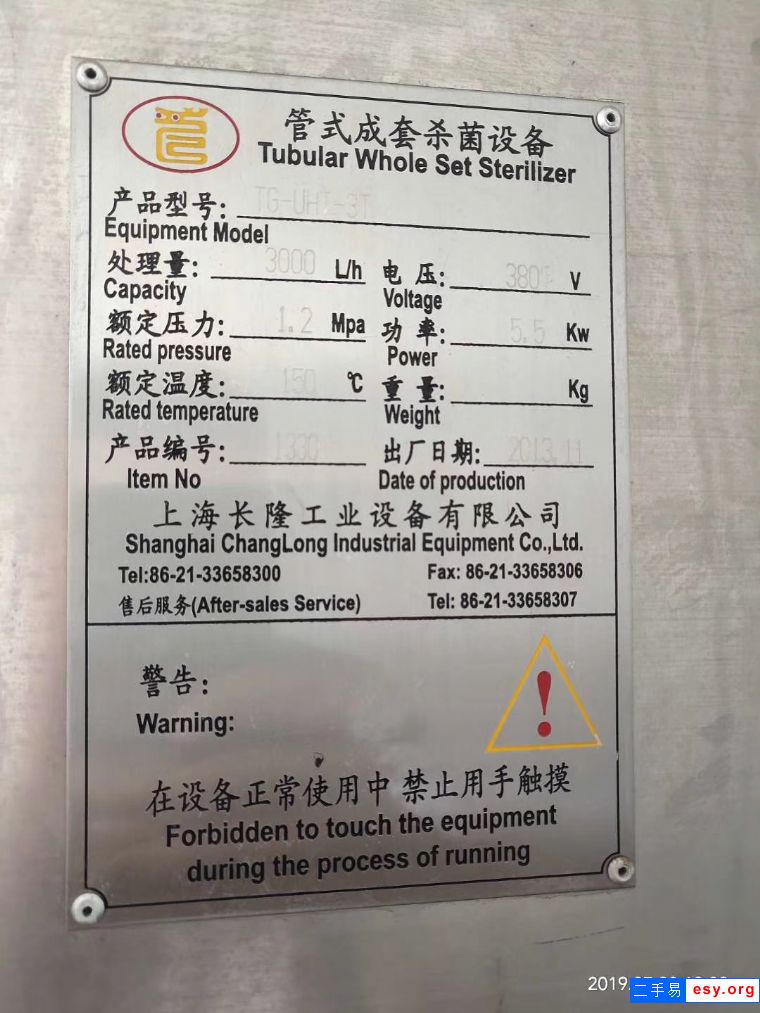 管式成套杀菌设备
Tubular Whole Set Sterilizer
产品型号: TG-UHT-3T
Equipment Model
处理量: 3000 L/h 电 压: 380 V
Capacity Voltage
额定压力: 1.2 Mpa 功 率: 5.5 Kw
Rated pressure Power
额定温度: 150 ℃ 重 量: Kg
Rated temperature Weight
产品编号: 1330 出厂日期: 2013.11
Item No Date of production
上海长隆工业设备有限公司
Shanghai ChangLong Industrial Equipment Co.,Ltd.
Tel:86-21-33658300 Fax: 86-21-33658306
售后服务(After-sales Service) Tel: 86-21-33658307
警告:
Warning:
在设备正常使用中 禁止用手触摸
Forbidden to touch the equipment
during the process of running
二手易 esy.org